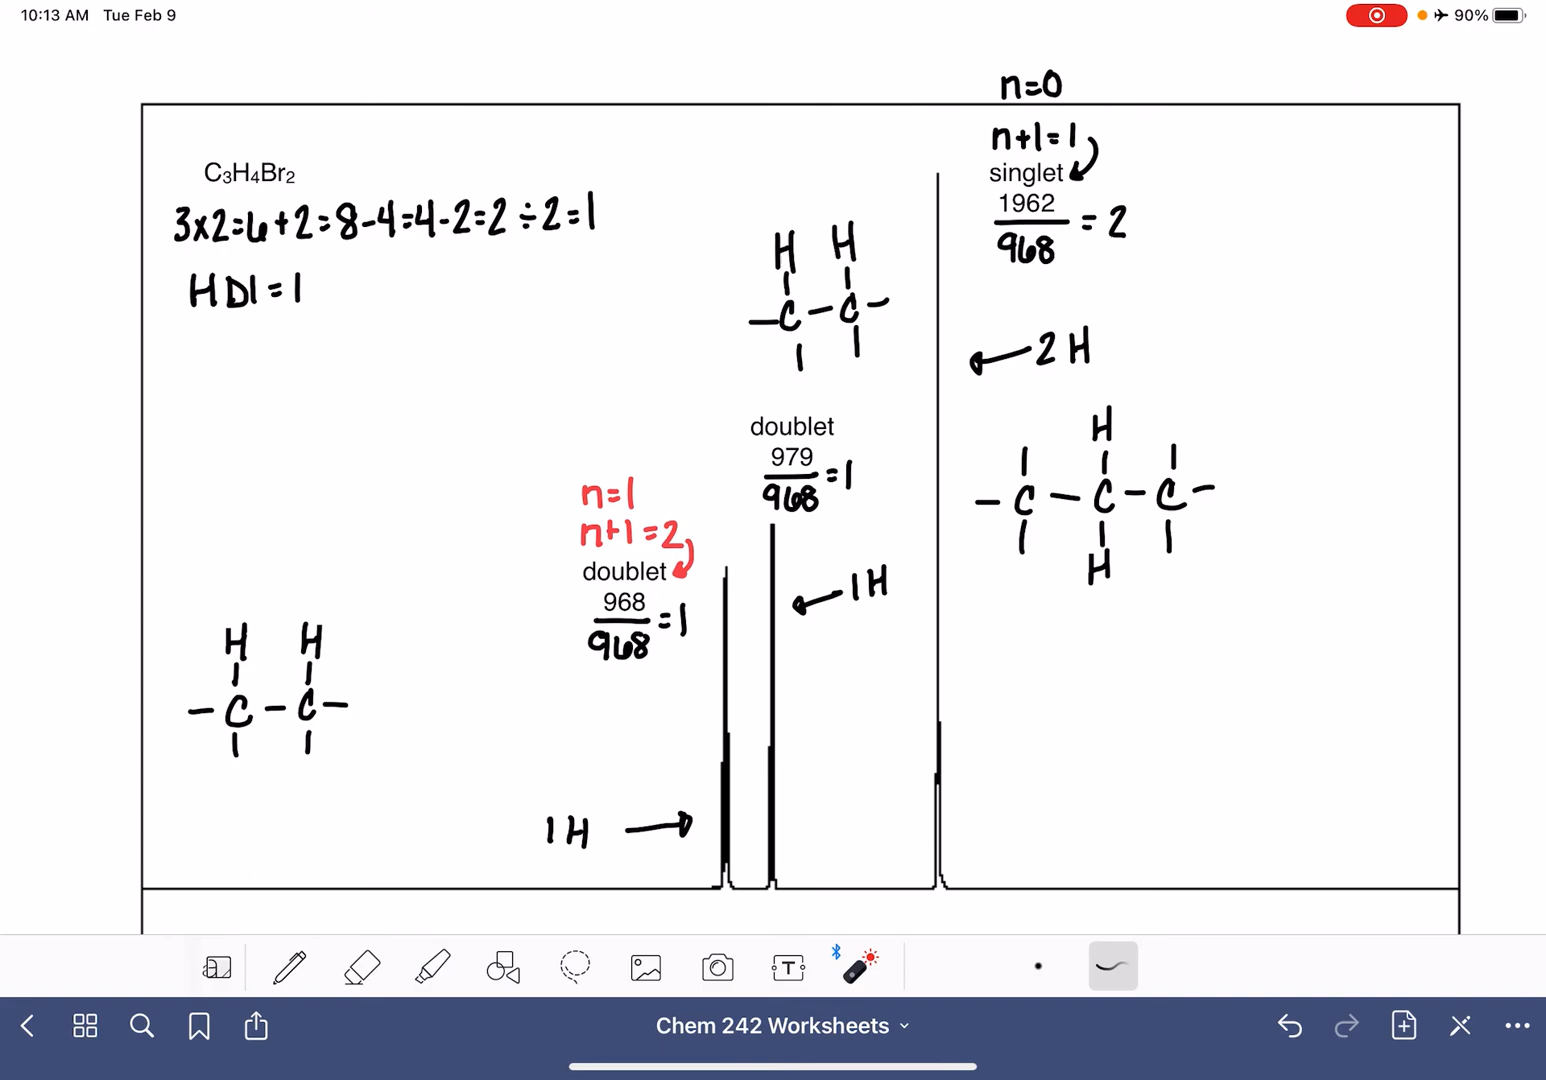 10:13 AM Tue Feb 9
90%
n=0
n+1=1
singlet
1962
968
=2
C₃H₄Br₂
3x2=6+2=8-4=4-2=2÷2=1
HDI=1
H H
-C-C-
2H
doublet
979
968
=1
H
-C-C-C-
H
n=1
n+1=2
doublet
968
968
=1
1H
H H
-C-C-
1H
T
Chem 242 Worksheets